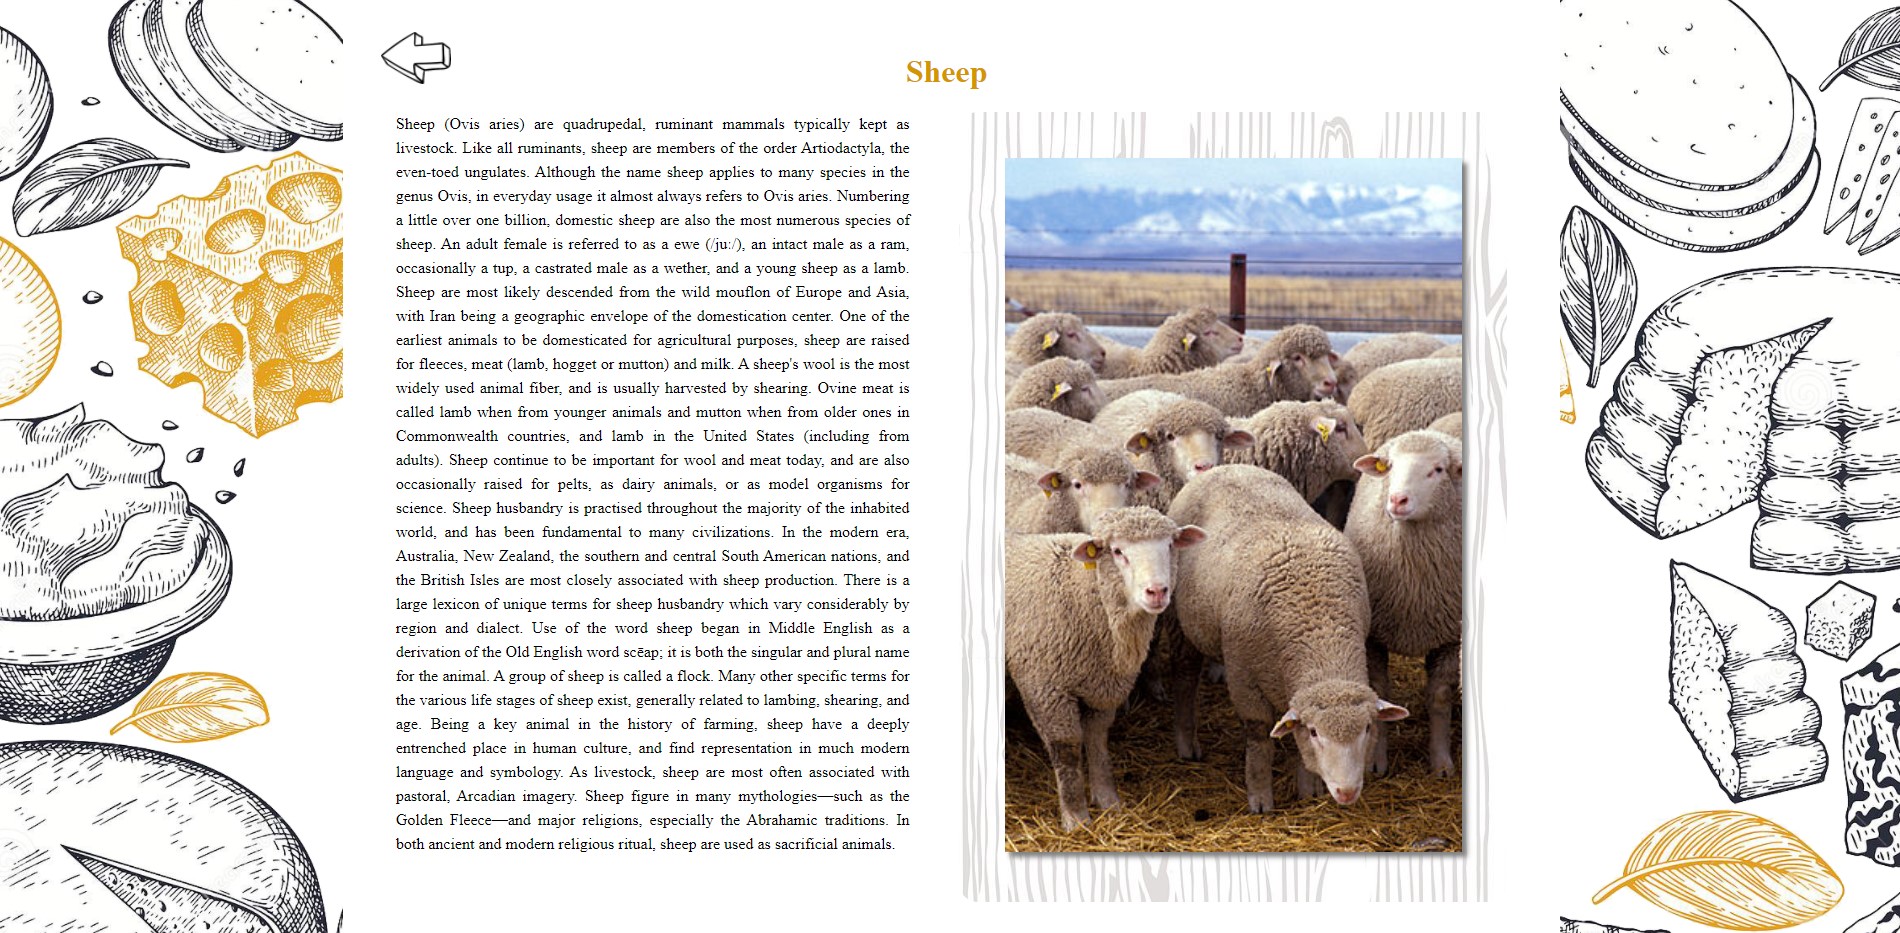 Sheep
Sheep (Ovis aries) are quadrupedal, ruminant mammals typically kept as
livestock. Like all ruminants, sheep are members of the order Artiodactyla, the
even-toed ungulates. Although the name sheep applies to many species in the
genus Ovis, in everyday usage it almost always refers to Ovis aries. Numbering
a little over one billion, domestic sheep are also the most numerous species of
sheep. An adult female is referred to as a ewe (/juː/), an intact male as a ram,
occasionally a tup, a castrated male as a wether, and a young sheep as a lamb.
Sheep are most likely descended from the wild mouflon of Europe and Asia,
with Iran being a geographic envelope of the domestication center. One of the
earliest animals to be domesticated for agricultural purposes, sheep are raised
for fleeces, meat (lamb, hogget or mutton) and milk. A sheep's wool is the most
widely used animal fiber, and is usually harvested by shearing. Ovine meat is
called lamb when from younger animals and mutton when from older ones in
Commonwealth countries, and lamb in the United States (including from
adults). Sheep continue to be important for wool and meat today, and are also
occasionally raised for pelts, as dairy animals, or as model organisms for
science. Sheep husbandry is practised throughout the majority of the inhabited
world, and has been fundamental to many civilizations. In the modern era,
Australia, New Zealand, the southern and central South American nations, and
the British Isles are most closely associated with sheep production. There is a
large lexicon of unique terms for sheep husbandry which vary considerably by
region and dialect. Use of the word sheep began in Middle English as a
derivation of the Old English word scēap; it is both the singular and plural name
for the animal. A group of sheep is called a flock. Many other specific terms for
the various life stages of sheep exist, generally related to lambing, shearing, and
age. Being a key animal in the history of farming, sheep have a deeply
entrenched place in human culture, and find representation in much modern
language and symbology. As livestock, sheep are most often associated with
pastoral, Arcadian imagery. Sheep figure in many mythologies—such as the
Golden Fleece—and major religions, especially the Abrahamic traditions. In
both ancient and modern religious ritual, sheep are used as sacrificial animals.